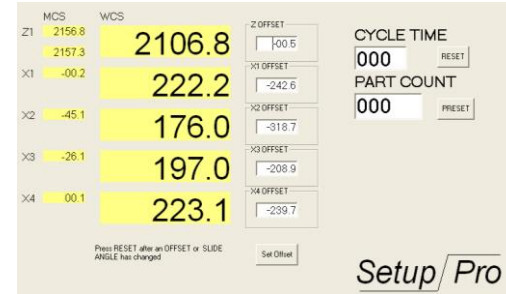 MCS WCS
Z1 2156.8 2106.8 Z OFFSET -00.5
2157.3
X1 -00.2 222.2 X1 OFFSET -242.6
X2 -45.1 176.0 X2 OFFSET -318.7
X3 -26.1 197.0 X3 OFFSET -208.9
X4 00.1 223.1 X4 OFFSET -239.7
Press RESET after an OFFSET or SLIDE
ANGLE has changed
Set Offset
CYCLE TIME
000 RESET
PART COUNT
000 PRESET
Setup/Pro